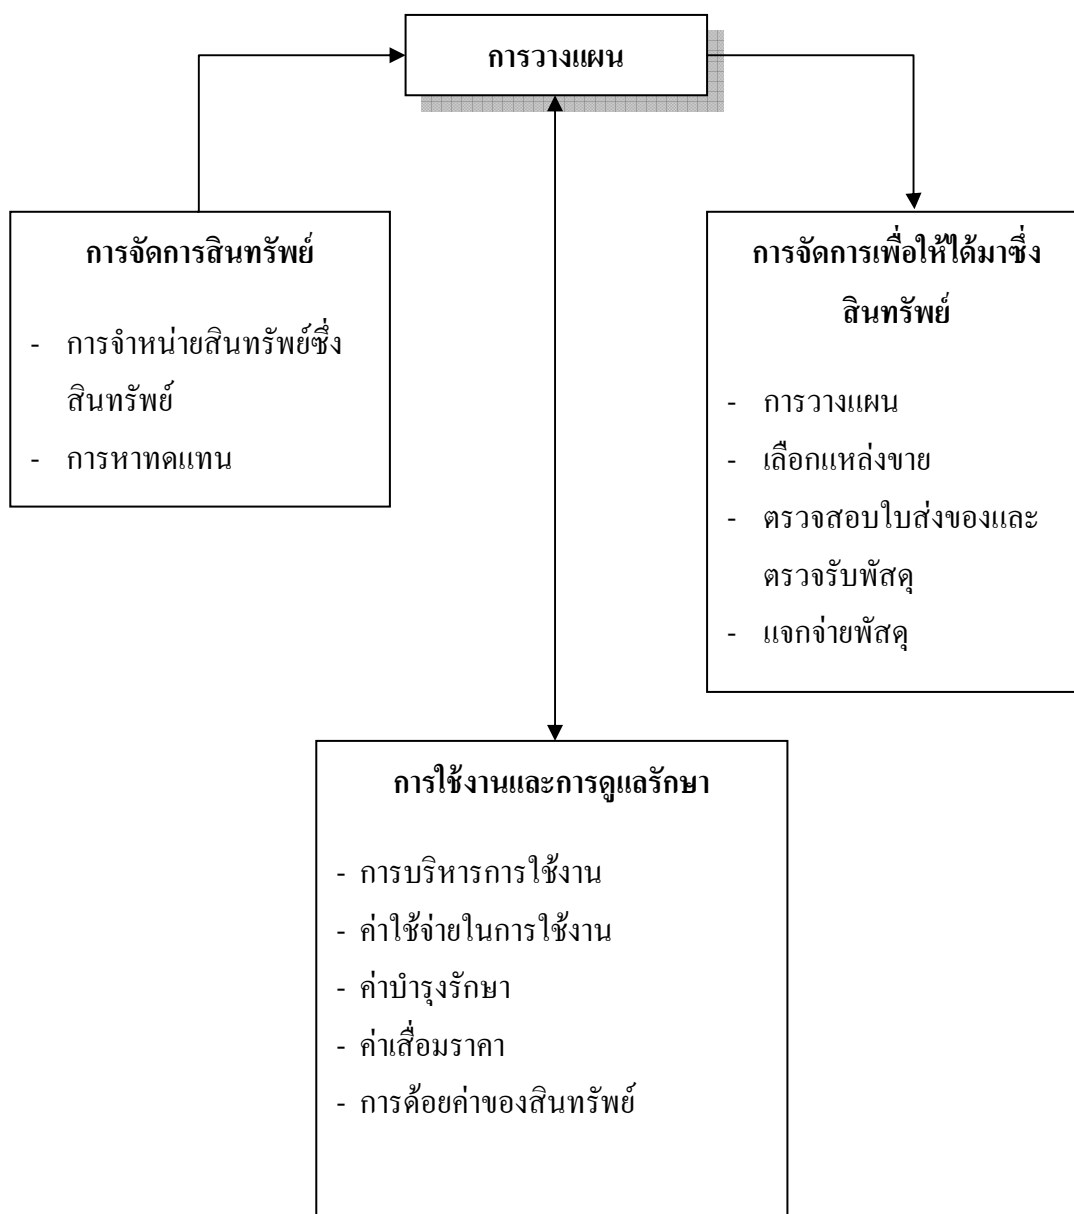 การวางแผน
การจัดการสินทรัพย์
- การจำหน่ายสินทรัพย์ซึ่ง
สินทรัพย์
- การหาทดแทน
การจัดการเพื่อให้ได้มาซึ่ง
สินทรัพย์
- การวางแผน
- เลือกแหล่งขาย
- ตรวจสอบใบส่งของและ
ตรวจรับพัสดุ
- แจกจ่ายพัสดุ
การใช้งานและการดูแลรักษา
- การบริหารการใช้งาน
- ค่าใช้จ่ายในการใช้งาน
- ค่าบำรุงรักษา
- ค่าเสื่อมราคา
- การด้อยค่าของสินทรัพย์